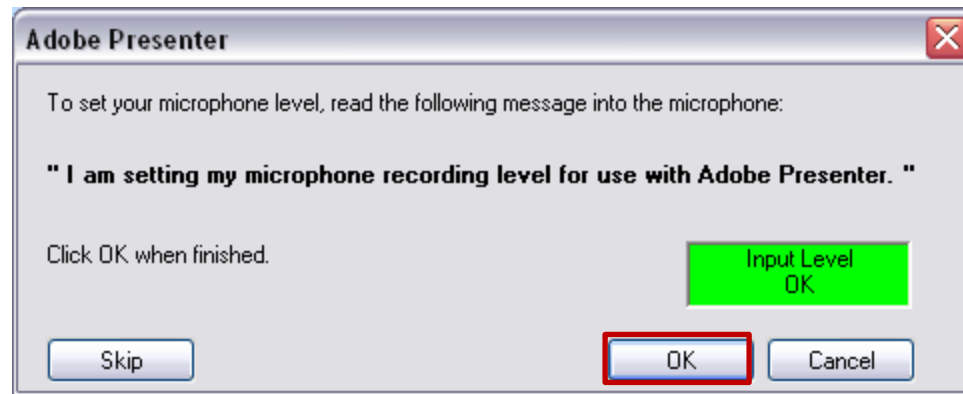 Adobe Presenter
To set your microphone level, read the following message into the microphone:
" I am setting my microphone recording level for use with Adobe Presenter. "
Click OK when finished.
Input Level
OK
Skip
OK
Cancel